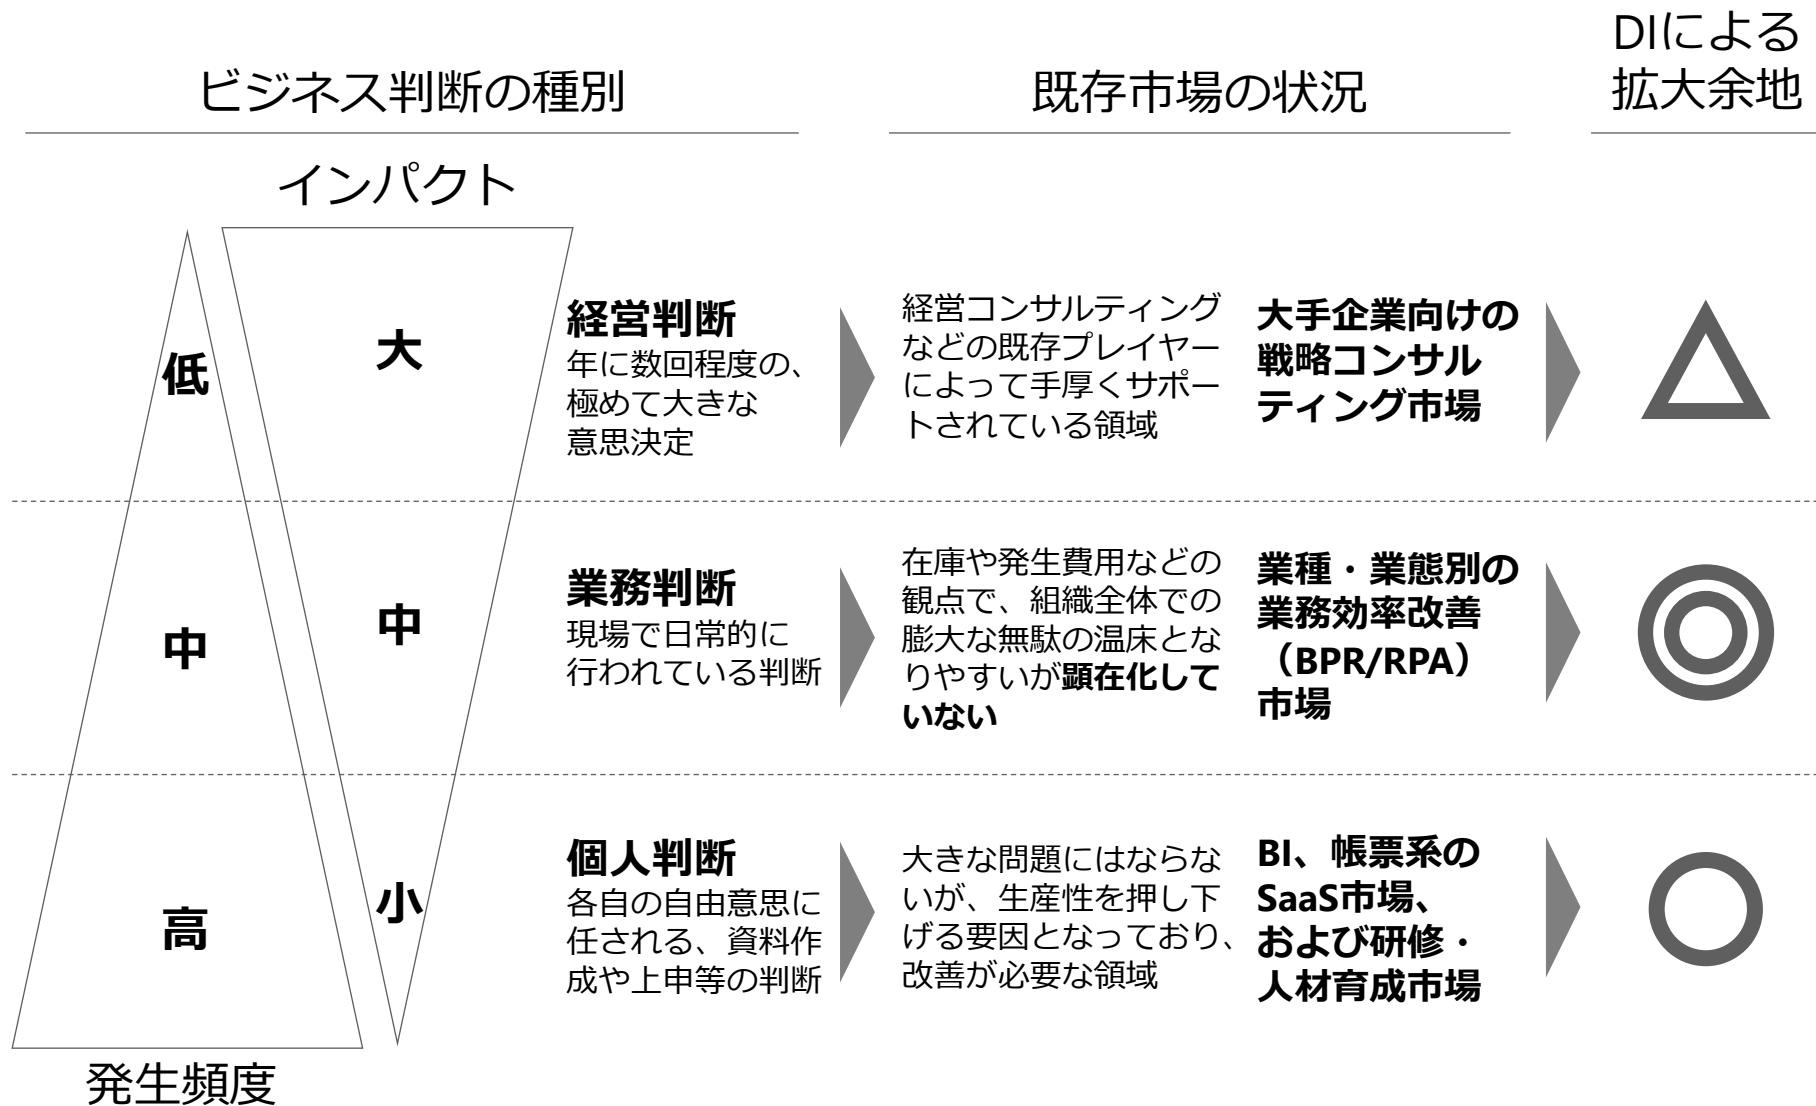 ビジネス判断の種別
既存市場の状況
DIによる
拡大余地
インパクト
低
大
経営判断
年に数回程度の、
極めて大きな
意思決定
経営コンサルティング
などの既存プレイヤー
によって手厚くサポー
トされている領域
大手企業向けの
戦略コンサル
ティング市場
中
中
業務判断
現場で日常的に
行われている判断
在庫や発生費用などの
観点で、組織全体での
膨大な無駄の温床とな
りやすいが顕在化して
いない
業種・業態別の
業務効率改善
（BPR/RPA）
市場
高
小
個人判断
各自の自由意思に
任される、資料作
成や上申等の判断
大きな問題にはならな
いが、生産性を押し下
げる要因となっており、
改善が必要な領域
BI、帳票系の
SaaS市場、
および研修・
人材育成市場
発生頻度